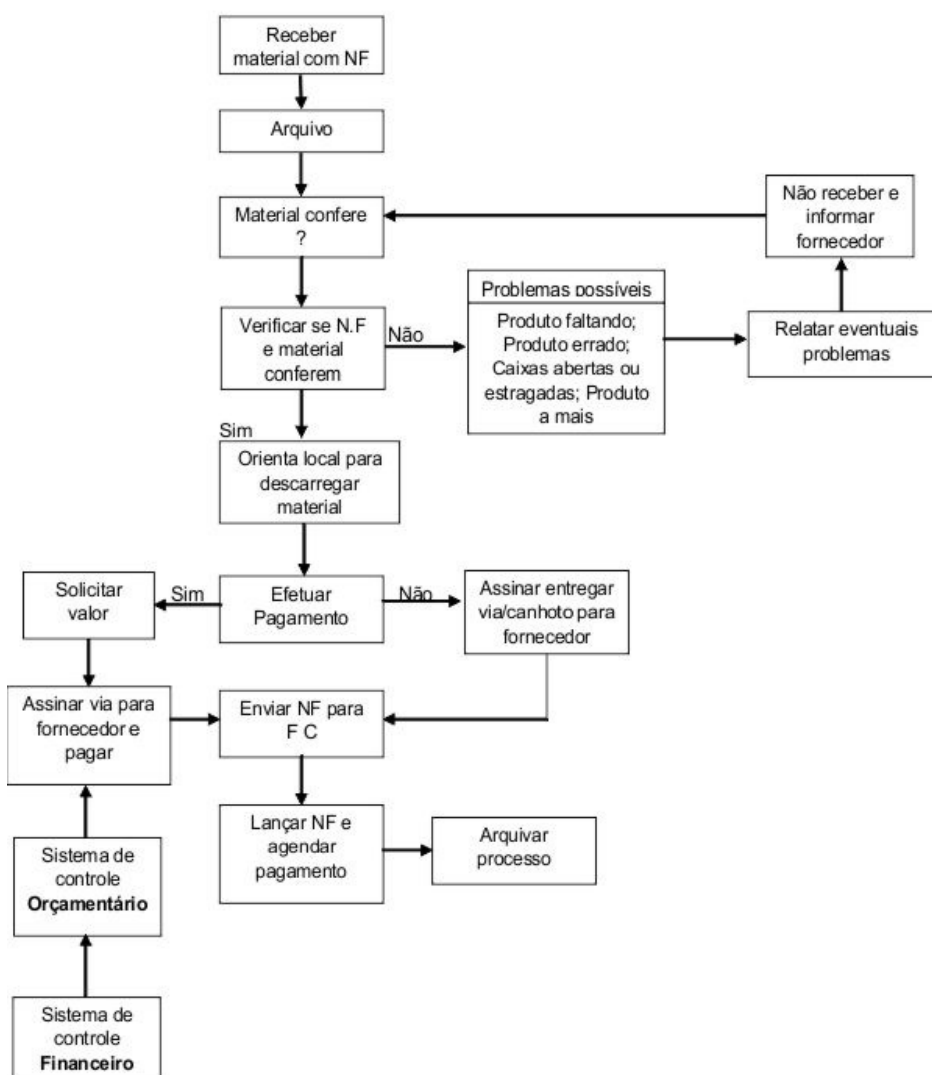 Receber
material com NF
Arquivo
Material confere
?
Não receber e
informar
fornecedor
Verificar se N.F
e material
conferem
Não
Problemas possíveis
Produto faltando;
Produto errado;
Caixas abertas ou
estragadas; Produto
a mais
Relatar eventuais
problemas
Sim
Orienta local para
descarregar
material
Solicitar
valor
Sim
Efetuar
Pagamento
Não
Assinar entregar
via/canhoto para
fornecedor
Assinar via para
fornecedor e
pagar
Enviar NF para
F C
Lançar NF e
agendar
pagamento
Arquivar
processo
Sistema de
controle
Orçamentário
Sistema de
controle
Financeiro